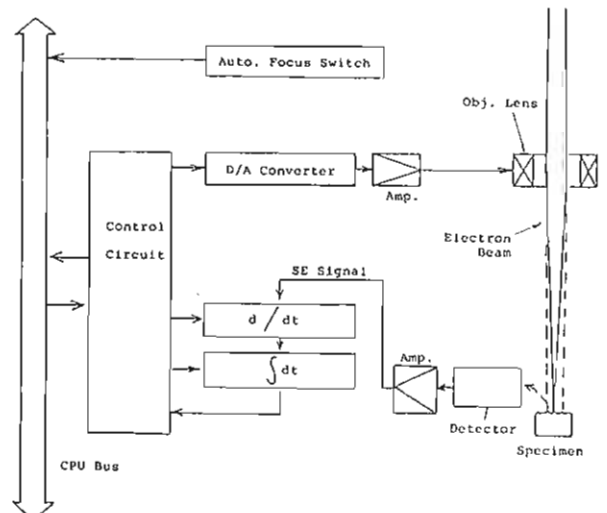 Auto. Focus Switch
Obj. Lens
D/A Converter
Amp.
Control
Circuit
Electron
Beam
SE Signal
d/dt
∫dt
Amp.
Detector
Specimen
CPU Bus